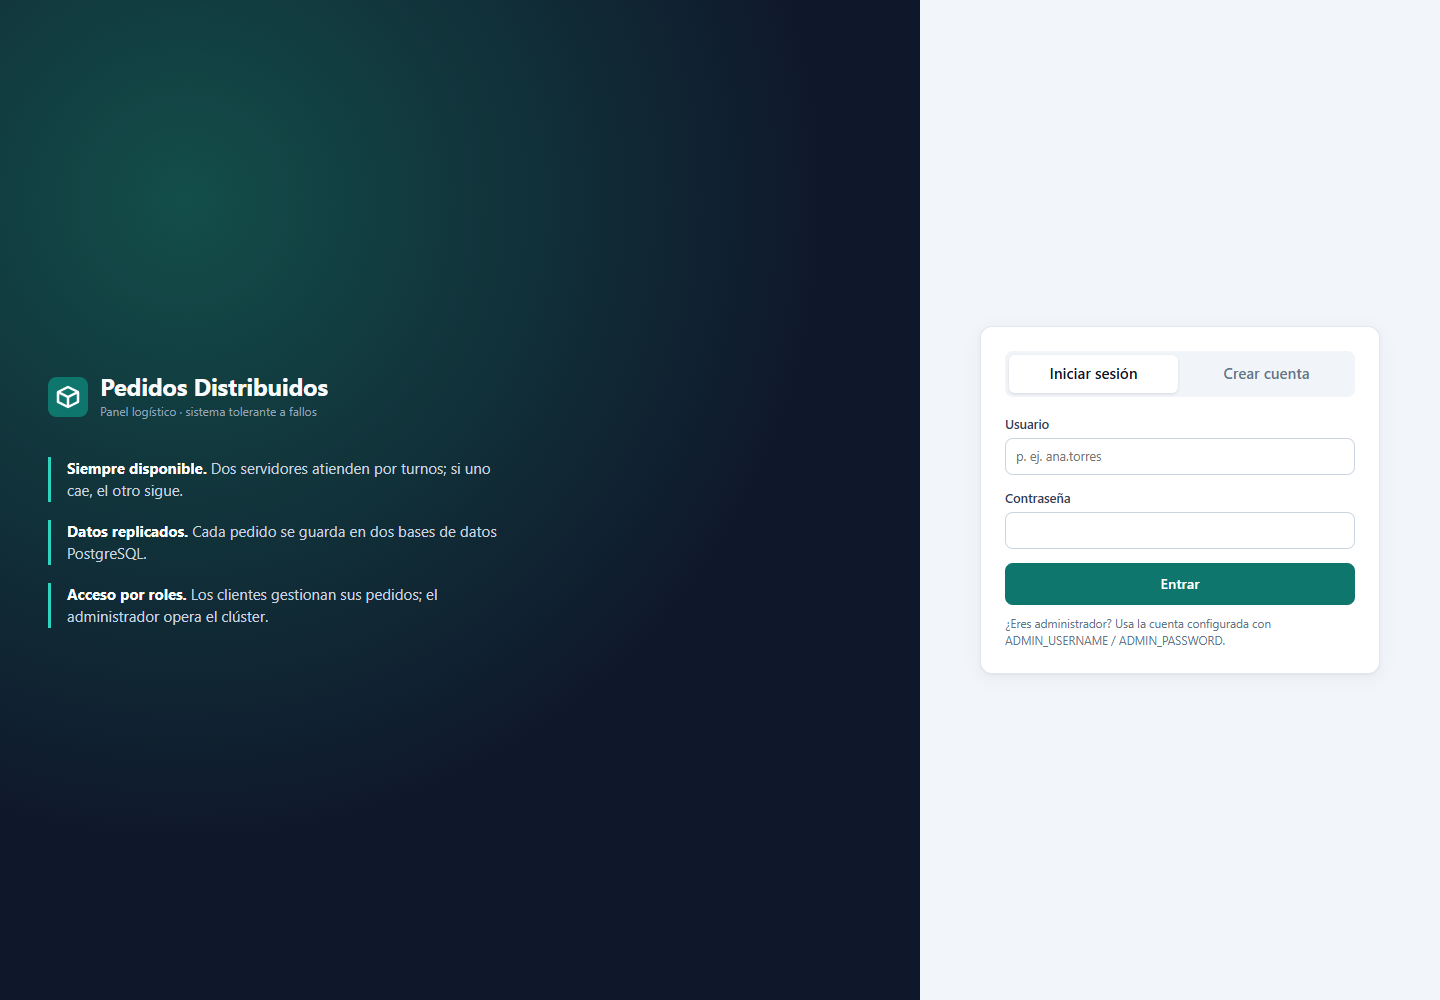 Pedidos Distribuidos
Panel logístico · sistema tolerante a fallos
Siempre disponible. Dos servidores atienden por turnos; si uno
cae, el otro sigue.
Datos replicados. Cada pedido se guarda en dos bases de datos
PostgreSQL.
Acceso por roles. Los clientes gestionan sus pedidos; el
administrador opera el clúster.
Iniciar sesión
Crear cuenta
Usuario
p. ej. ana.torres
Contraseña
Entrar
¿Eres administrador? Usa la cuenta configurada con
ADMIN_USERNAME / ADMIN_PASSWORD.